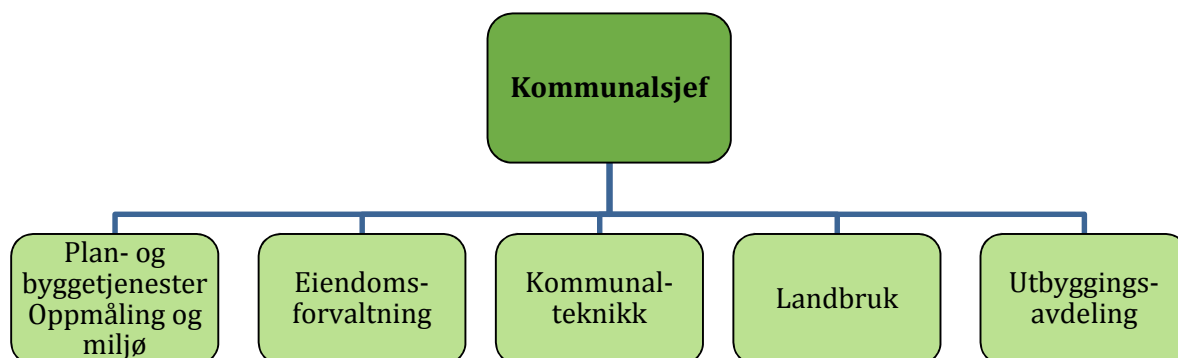 Kommunalsjef
Plan- og
byggetjenester
Oppmåling og
miljø
Eiendoms-
forvaltning
Kommunal-
teknikk
Landbruk
Utbyggings-
avdeling